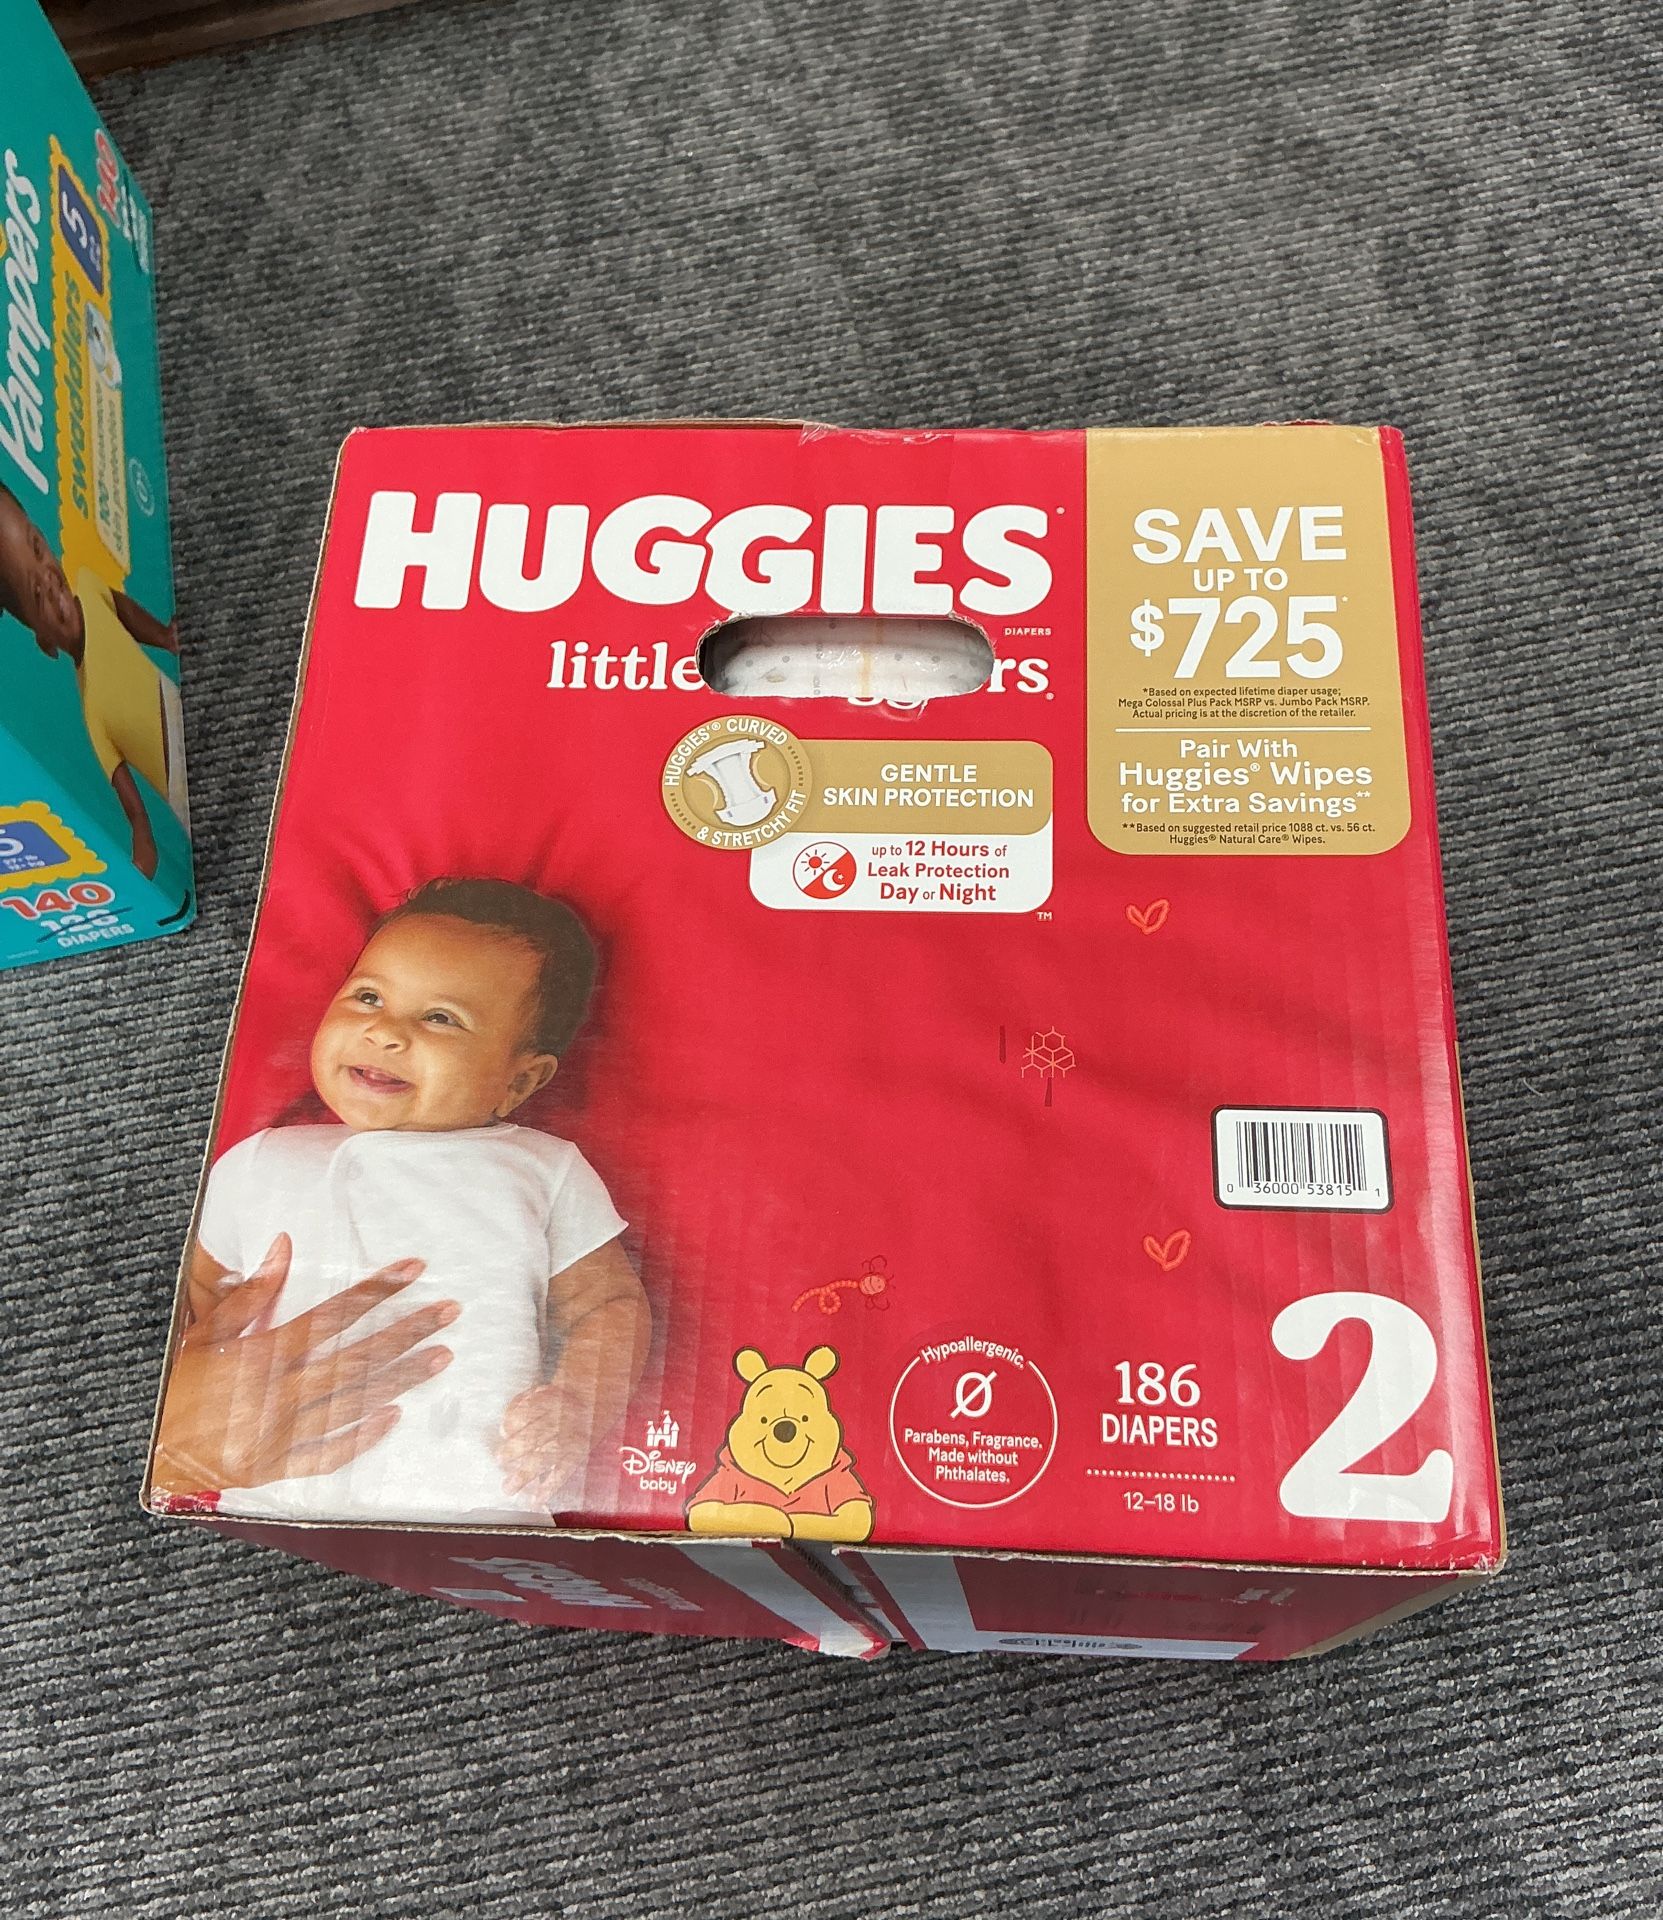 HUGGIES®
DIAPERS
little
rs®
HUGGIES® CURVED
& STRETCHY FIT
GENTLE
SKIN PROTECTION
up to 12 Hours of
Leak Protection
Day or Night
TM
SAVE
UP TO
$725*
*Based on expected lifetime diaper usage;
Mega Colossal Plus Pack MSRP vs. Jumbo Pack MSRP.
Actual pricing is at the discretion of the retailer.
Pair With
Huggies® Wipes
for Extra Savings**
**Based on suggested retail price 1088 ct. vs. 56 ct.
Huggies® Natural Care® Wipes.
0 36000 53815 1
Disney
baby
Hypoallergenic.
Parabens, Fragrance.
Made without
Phthalates.
186
DIAPERS
12–18 lb
2
Pampers
swaddlers
skin protection
5
140
140
DIAPERS